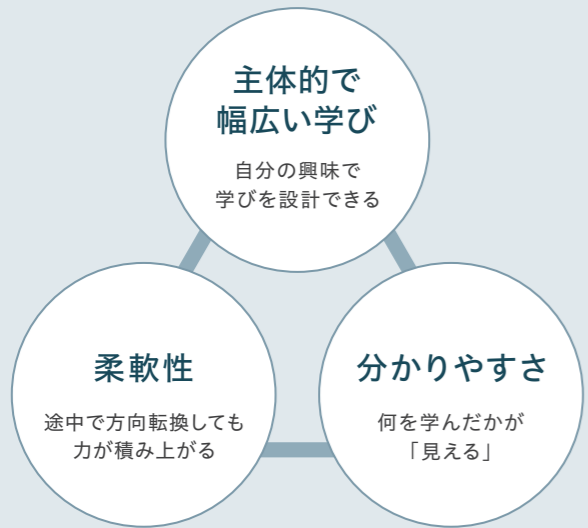 主体的で
幅広い学び
自分の興味で
学びを設計できる
柔軟性
途中で方向転換しても
力が積み上がる
分かりやすさ
何を学んだかが
「見える」